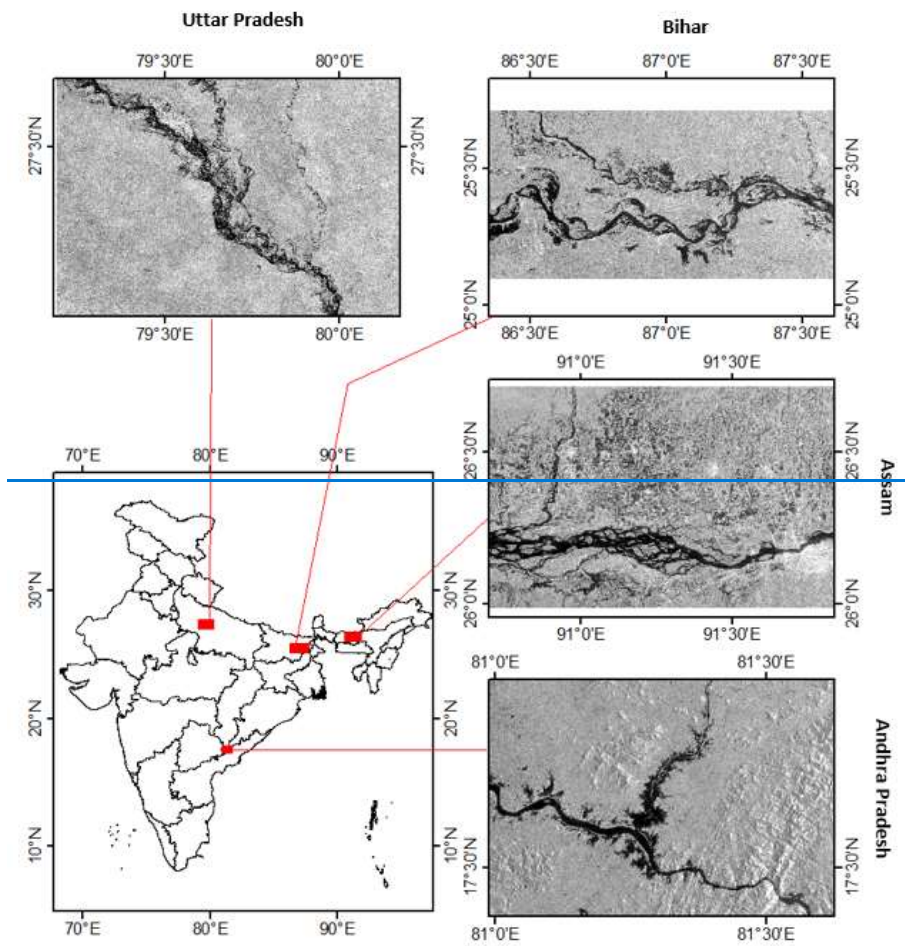 Uttar Pradesh
79°30'E 80°0'E
27°30'N 27°30'N
79°30'E 80°0'E
Bihar
86°30'E 87°0'E 87°30'E
25°30'N 25°30'N
25°0'N 25°0'N
86°30'E 87°0'E 87°30'E
91°0'E 91°30'E
26°30'N 26°30'N
Assam
26°0'N 26°0'N
91°0'E 91°30'E
70°E 80°E 90°E
30°N 30°N
20°N 20°N
10°N 10°N
70°E 80°E 90°E
81°0'E 81°30'E
Andhra Pradesh
17°30'N 17°30'N
81°0'E 81°30'E